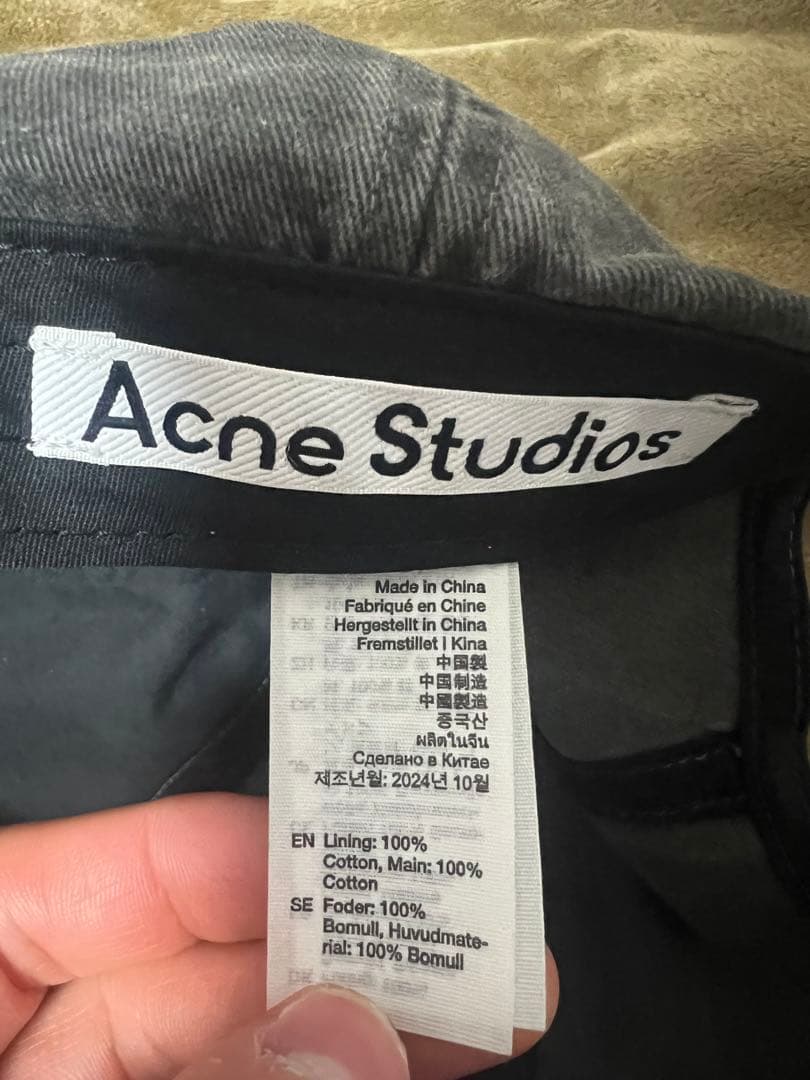 Acne Studios
Made in China
Fabriqué en Chine
Hergestellt in China
Fremstillet i Kina
中国製
中国制造
中國製造
중국산
ผลิตในจีน
Сделано в Китае
제조년월: 2024년 10월
EN Lining: 100%
Cotton, Main: 100%
Cotton
SE Foder: 100%
Bomull, Huvudmate-
rial: 100% Bomull